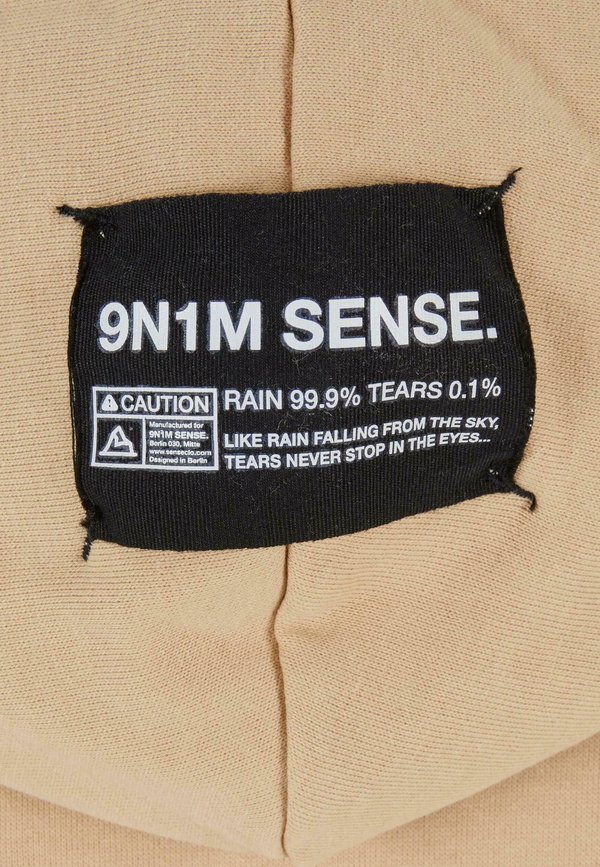 9N1M SENSE.
CAUTION
Manufactured for
9N1M SENSE.
Berlin 030, Mitte
www.senseclo.com
Designed in Berlin
RAIN 99.9% TEARS 0.1%
LIKE RAIN FALLING FROM THE SKY,
TEARS NEVER STOP IN THE EYES...